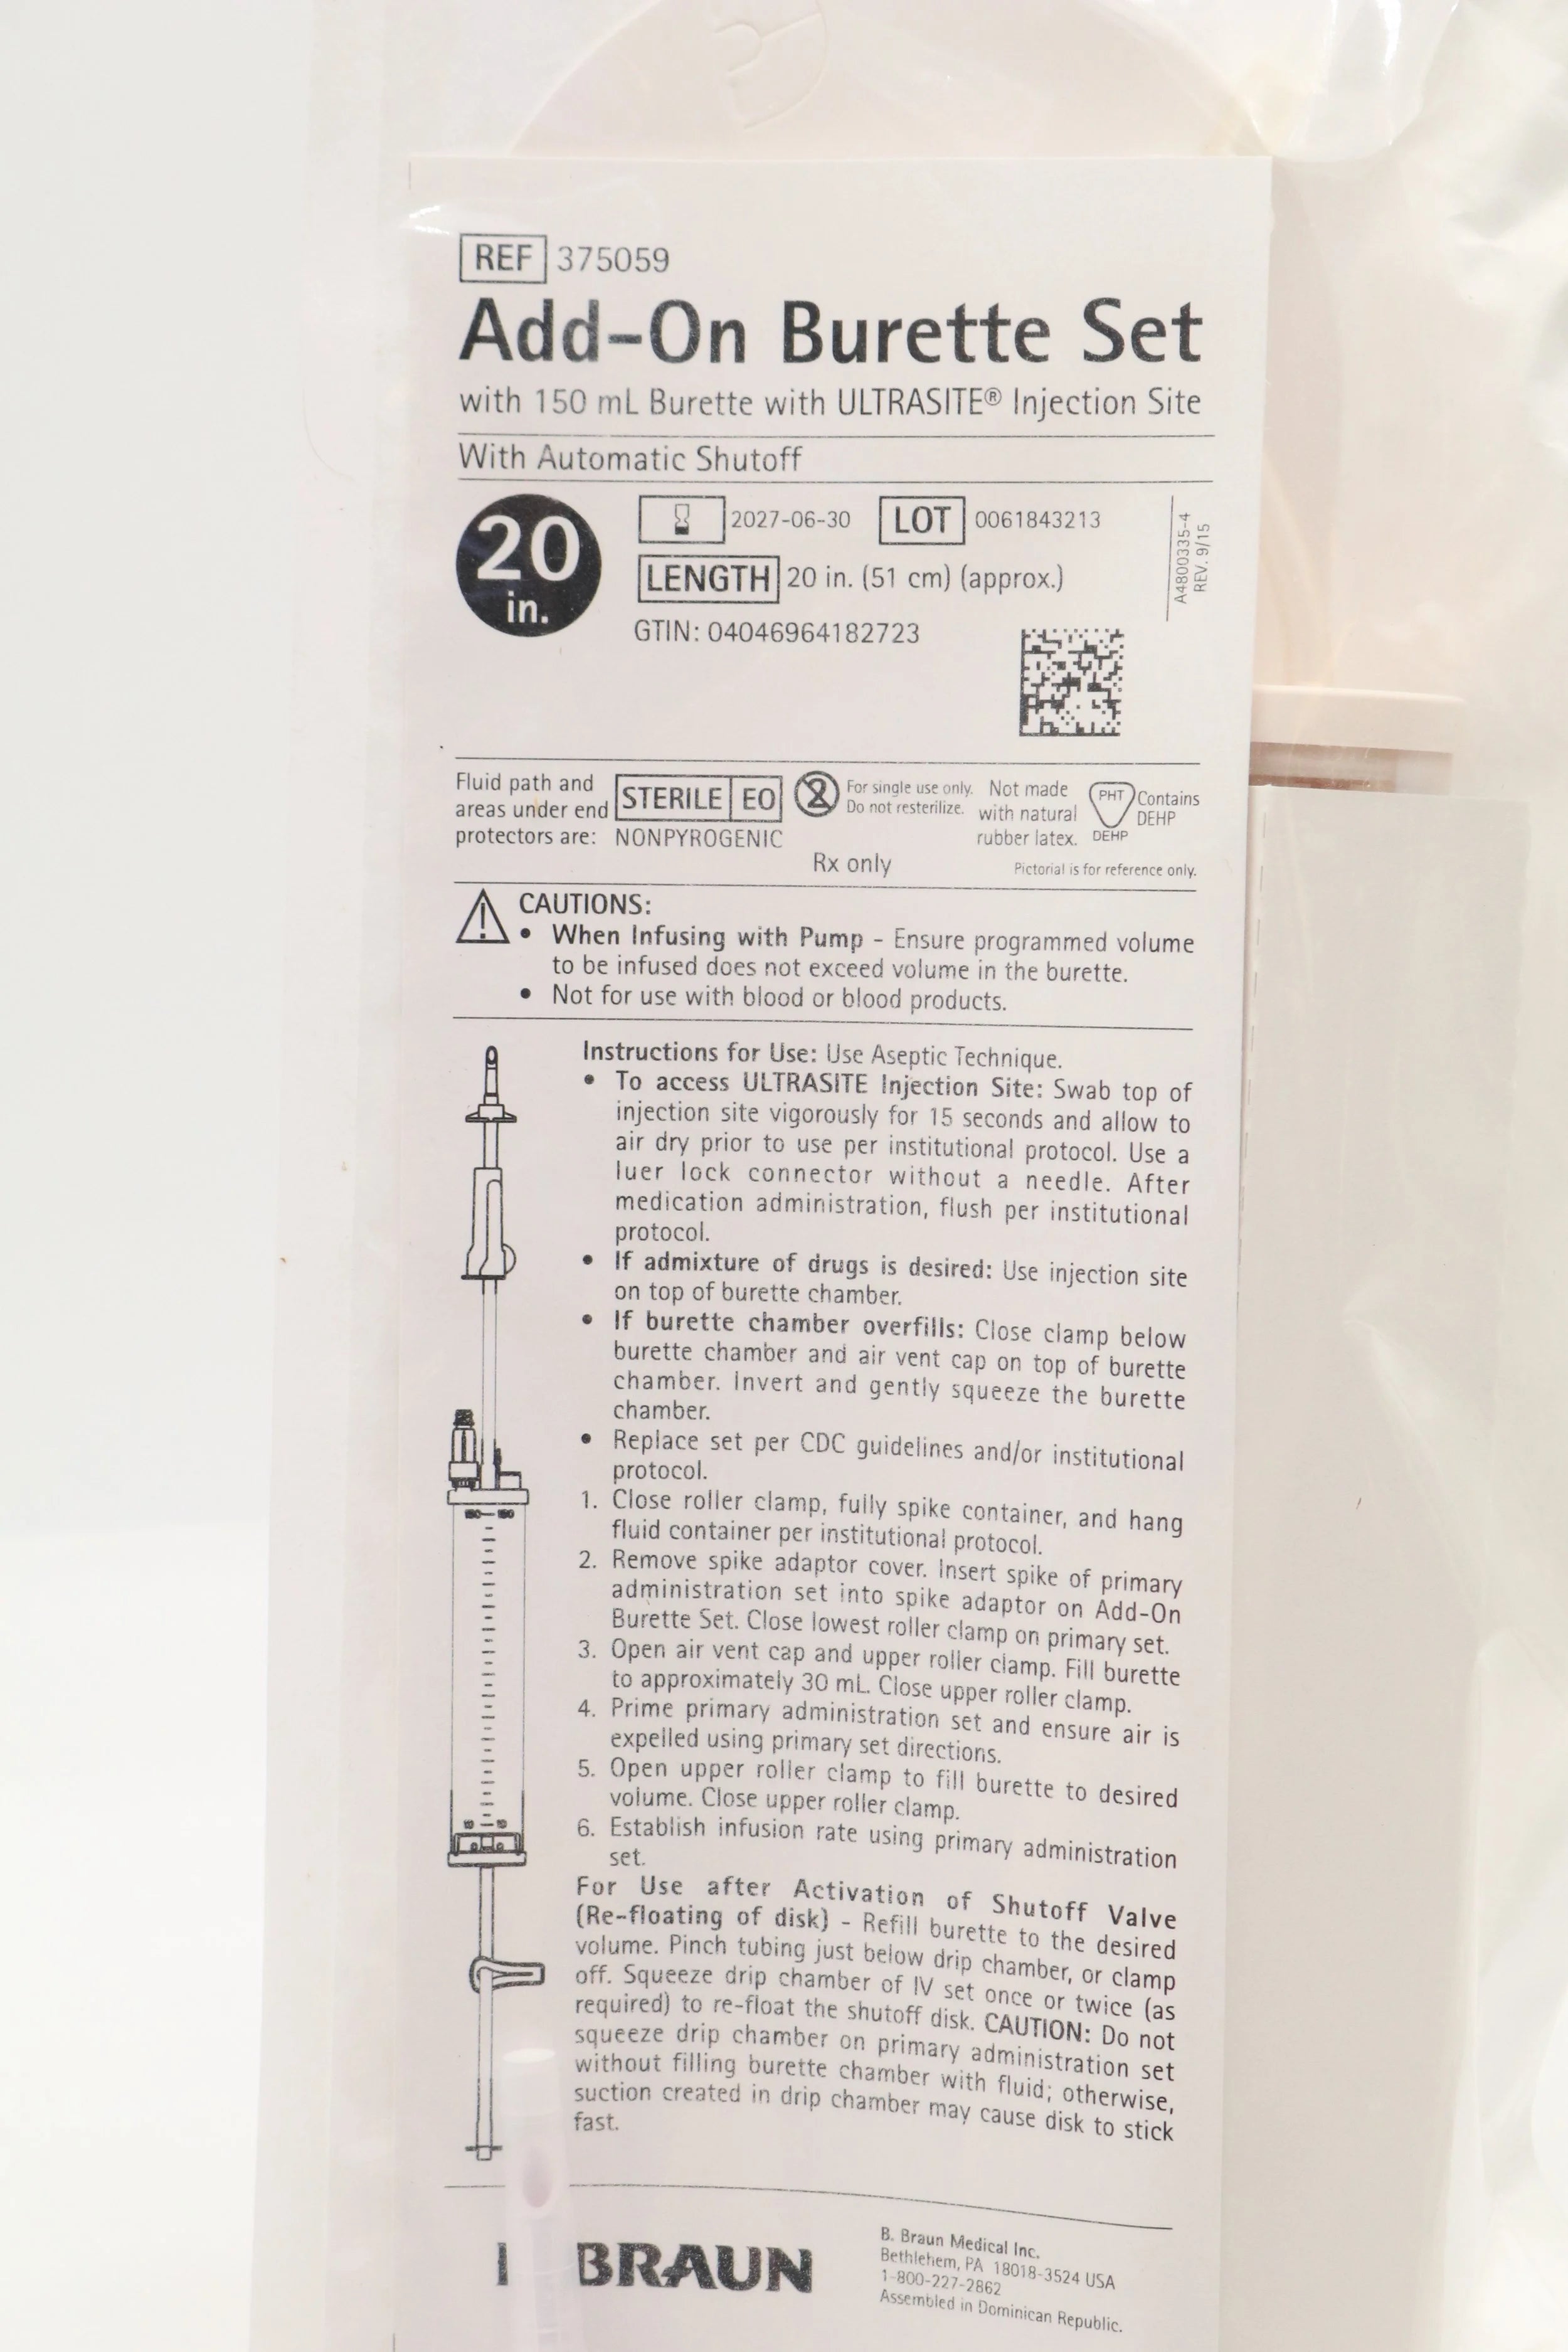 REF 375059
Add-On Burette Set
with 150 mL Burette with ULTRASITE® Injection Site
With Automatic Shutoff
20
in.
2027-06-30 LOT 0061843213
LENGTH 20 in. (51 cm) (approx.)
GTIN: 04046964182723
A4800335-4
REV. 9/15
Fluid path and
areas under end
protectors are:
STERILE EO
NONPYROGENIC
2
For single use only.
Do not resterilize.
Rx only
Not made
with natural
rubber latex.
PHT
DEHP
Contains
DEHP
Pictorial is for reference only.
CAUTIONS:
• When Infusing with Pump - Ensure programmed volume
to be infused does not exceed volume in the burette.
• Not for use with blood or blood products.
Instructions for Use: Use Aseptic Technique.
• To access ULTRASITE Injection Site: Swab top of
injection site vigorously for 15 seconds and allow to
air dry prior to use per institutional protocol. Use a
luer lock connector without a needle. After
medication administration, flush per institutional
protocol.
• If admixture of drugs is desired: Use injection site
on top of burette chamber.
• If burette chamber overfills: Close clamp below
burette chamber and air vent cap on top of burette
chamber. Invert and gently squeeze the burette
chamber.
• Replace set per CDC guidelines and/or institutional
protocol.
1. Close roller clamp, fully spike container, and hang
fluid container per institutional protocol.
2. Remove spike adaptor cover. Insert spike of primary
administration set into spike adaptor on Add-On
Burette Set. Close lowest roller clamp on primary set.
3. Open air vent cap and upper roller clamp. Fill burette
to approximately 30 mL. Close upper roller clamp.
4. Prime primary administration set and ensure air is
expelled using primary set directions.
5. Open upper roller clamp to fill burette to desired
volume. Close upper roller clamp.
6. Establish infusion rate using primary administration
set.
For Use after Activation of Shutoff Valve
(Re-floating of disk) - Refill burette to the desired
volume. Pinch tubing just below drip chamber, or clamp
off. Squeeze drip chamber of IV set once or twice (as
required) to re-float the shutoff disk. CAUTION: Do not
squeeze drip chamber on primary administration set
without filling burette chamber with fluid; otherwise,
suction created in drip chamber may cause disk to stick
fast.
BRAUN
B. Braun Medical Inc.
Bethlehem, PA 18018-3524 USA
1-800-227-2862
Assembled in Dominican Republic.